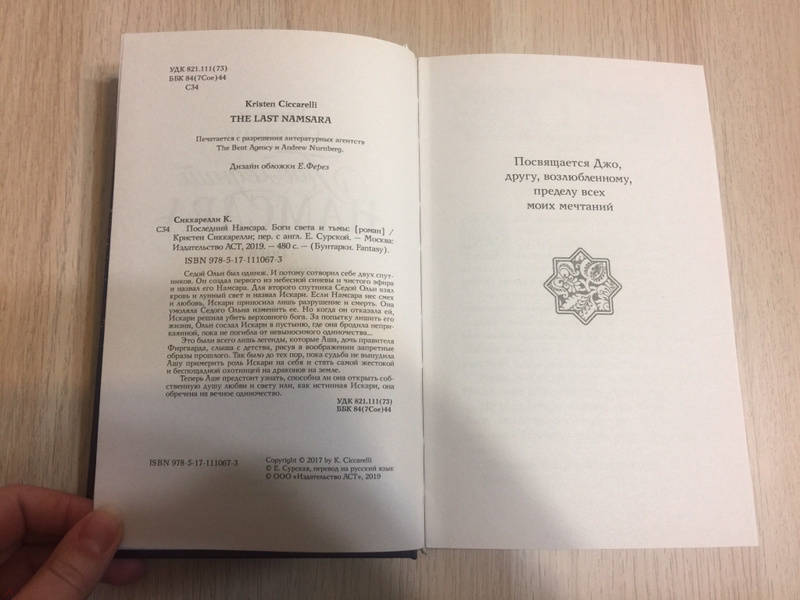 УДК 821.111(73)
ББК 84(7Сое)44
С34
Kristen Ciccarelli
THE LAST NAMSARA
Печатается с разрешения литературных агентств
The Bent Agency и Andrew Nurnberg.
Дизайн обложки Е.Ферез
Сиккарелли К.
С34 Последний Намсара. Боги света и тьмы: [роман] /
Кристен Сиккарелли; пер. с англ. Е. Сурской. — Москва:
Издательство АСТ, 2019. — 480 с. — (Бунтарки. Fantasy).
ISBN 978-5-17-111067-3
Седой Ольн был одинок. И потому сотворил себе двух спут-
ников. Он создал первого из небесной синевы и чистого эфира
и назвал его Намсара. Для второго спутника Седой Ольн взял
кровь и лунный свет и назвал Искари. Если Намсара нес смех
и любовь, Искари приносила лишь разрушение и смерть. Она
умоляла Седого Ольна изменить ее. Но когда он отказал ей,
Искари решила убить верховного бога. За попытку лишить его
жизни, Ольн сослал Искари в пустыню, где она бродила непри-
каянной, пока не погибла от невыносимого одиночества...
Это были всего лишь легенды, которые Аша, дочь правителя
Фиргаарда, слышала с детства, рисуя в воображении запретные
образы прошлого. Так было до тех пор, пока судьба не вынудила
Ашу примерить роль Искари на себя и стать самой жестокой
и беспощадной охотницей на драконов на земле.
Теперь Аше предстоит узнать, способна ли она открыть соб-
ственную душу любви и свету или, как истинная Искари, она
обречена на вечное одиночество.
УДК 821.111(73)
ББК 84(7Сое)44
ISBN 978-5-17-111067-3
Copyright © 2017 by K. Ciccarelli
© Е. Сурская, перевод на русский язык
© ООО «Издательство АСТ», 2019
Посвящается Джо,
другу, возлюбленному,
пределу всех
моих мечтаний